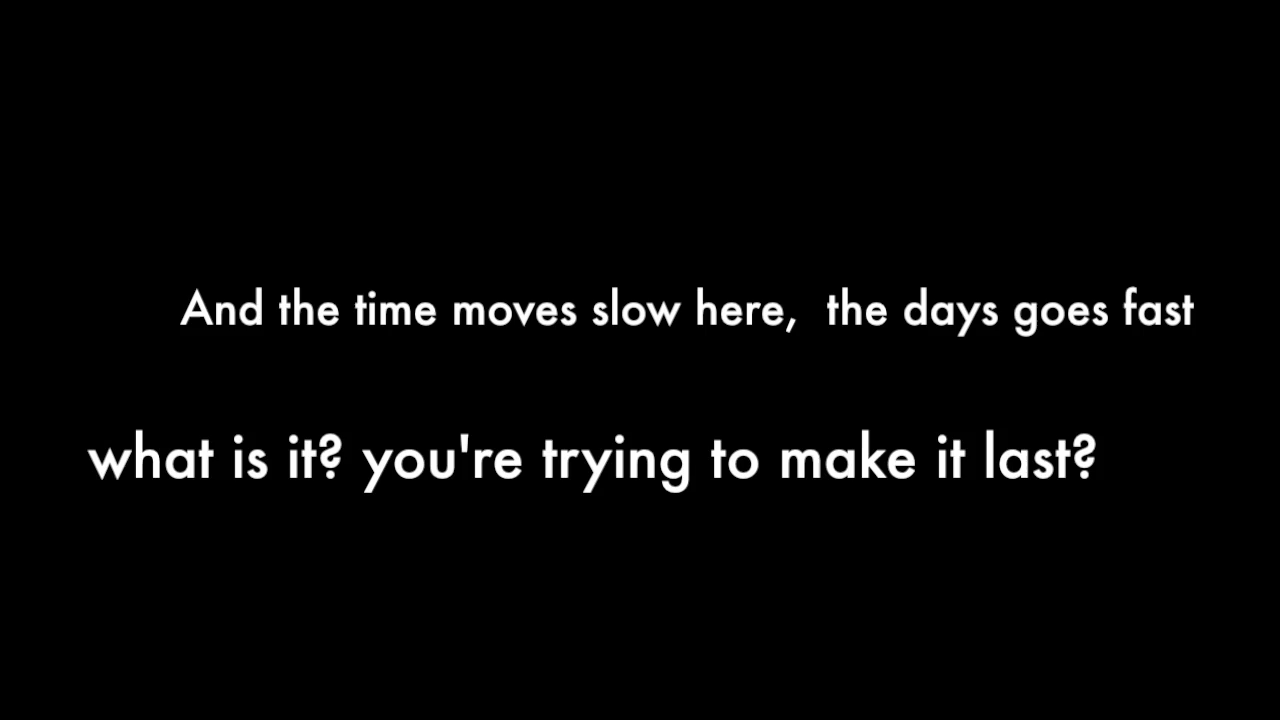 And the time moves slow here,  the days goes fast
what is it? you're trying to make it last?